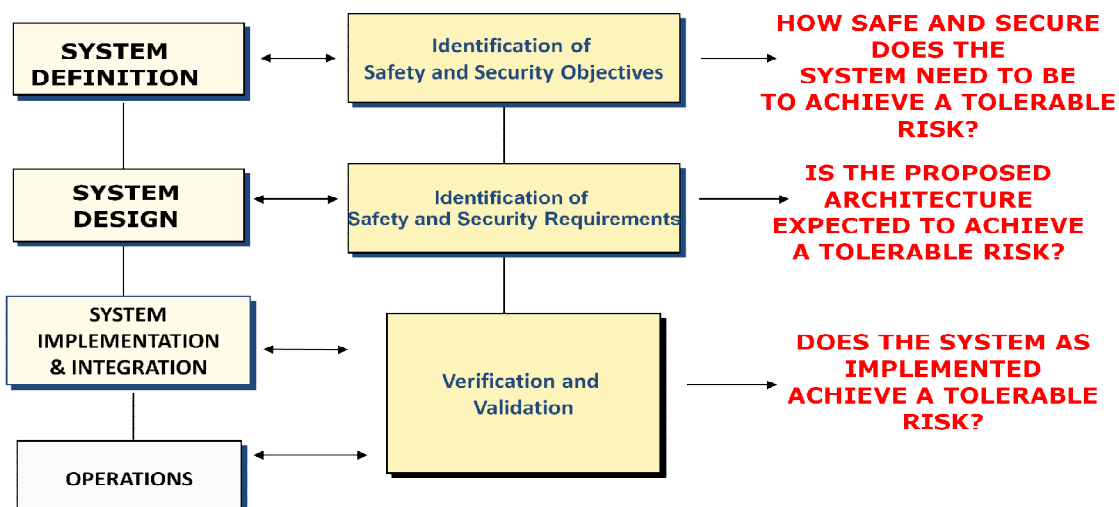 SYSTEM
DEFINITION
Identification of
Safety and Security Objectives
HOW SAFE AND SECURE
DOES THE
SYSTEM NEED TO BE
TO ACHIEVE A TOLERABLE
RISK?
SYSTEM
DESIGN
Identification of
Safety and Security Requirements
IS THE PROPOSED
ARCHITECTURE
EXPECTED TO ACHIEVE
A TOLERABLE RISK?
SYSTEM
IMPLEMENTATION
& INTEGRATION
Verification and
Validation
DOES THE SYSTEM AS
IMPLEMENTED
ACHIEVE A TOLERABLE
RISK?
OPERATIONS